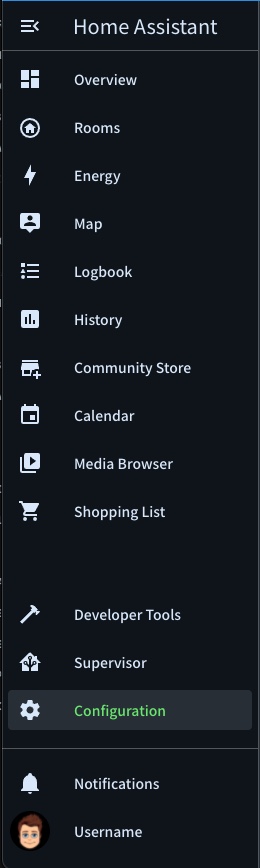 Home Assistant
Overview
Rooms
Energy
Map
Logbook
History
Community Store
Calendar
Media Browser
Shopping List
Developer Tools
Supervisor
Configuration
Notifications
Username